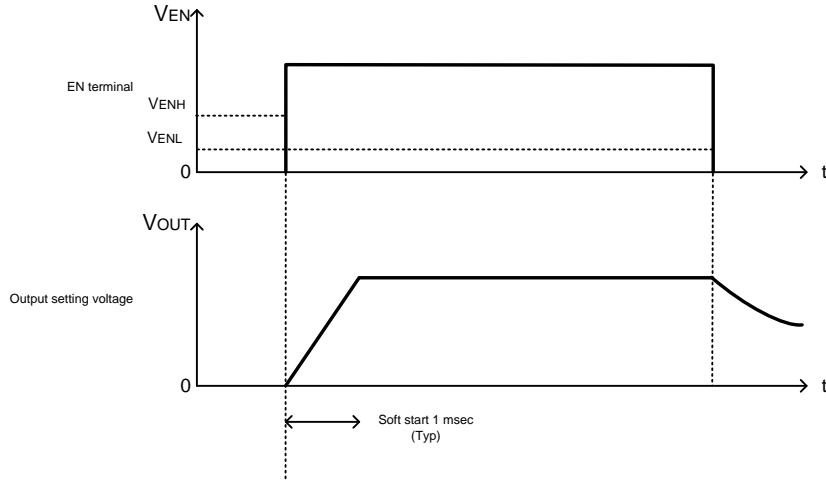 VEN
EN terminal
VENH
VENL
0
t
VOUT
Output setting voltage
0
t
Soft start 1 msec
(Typ)